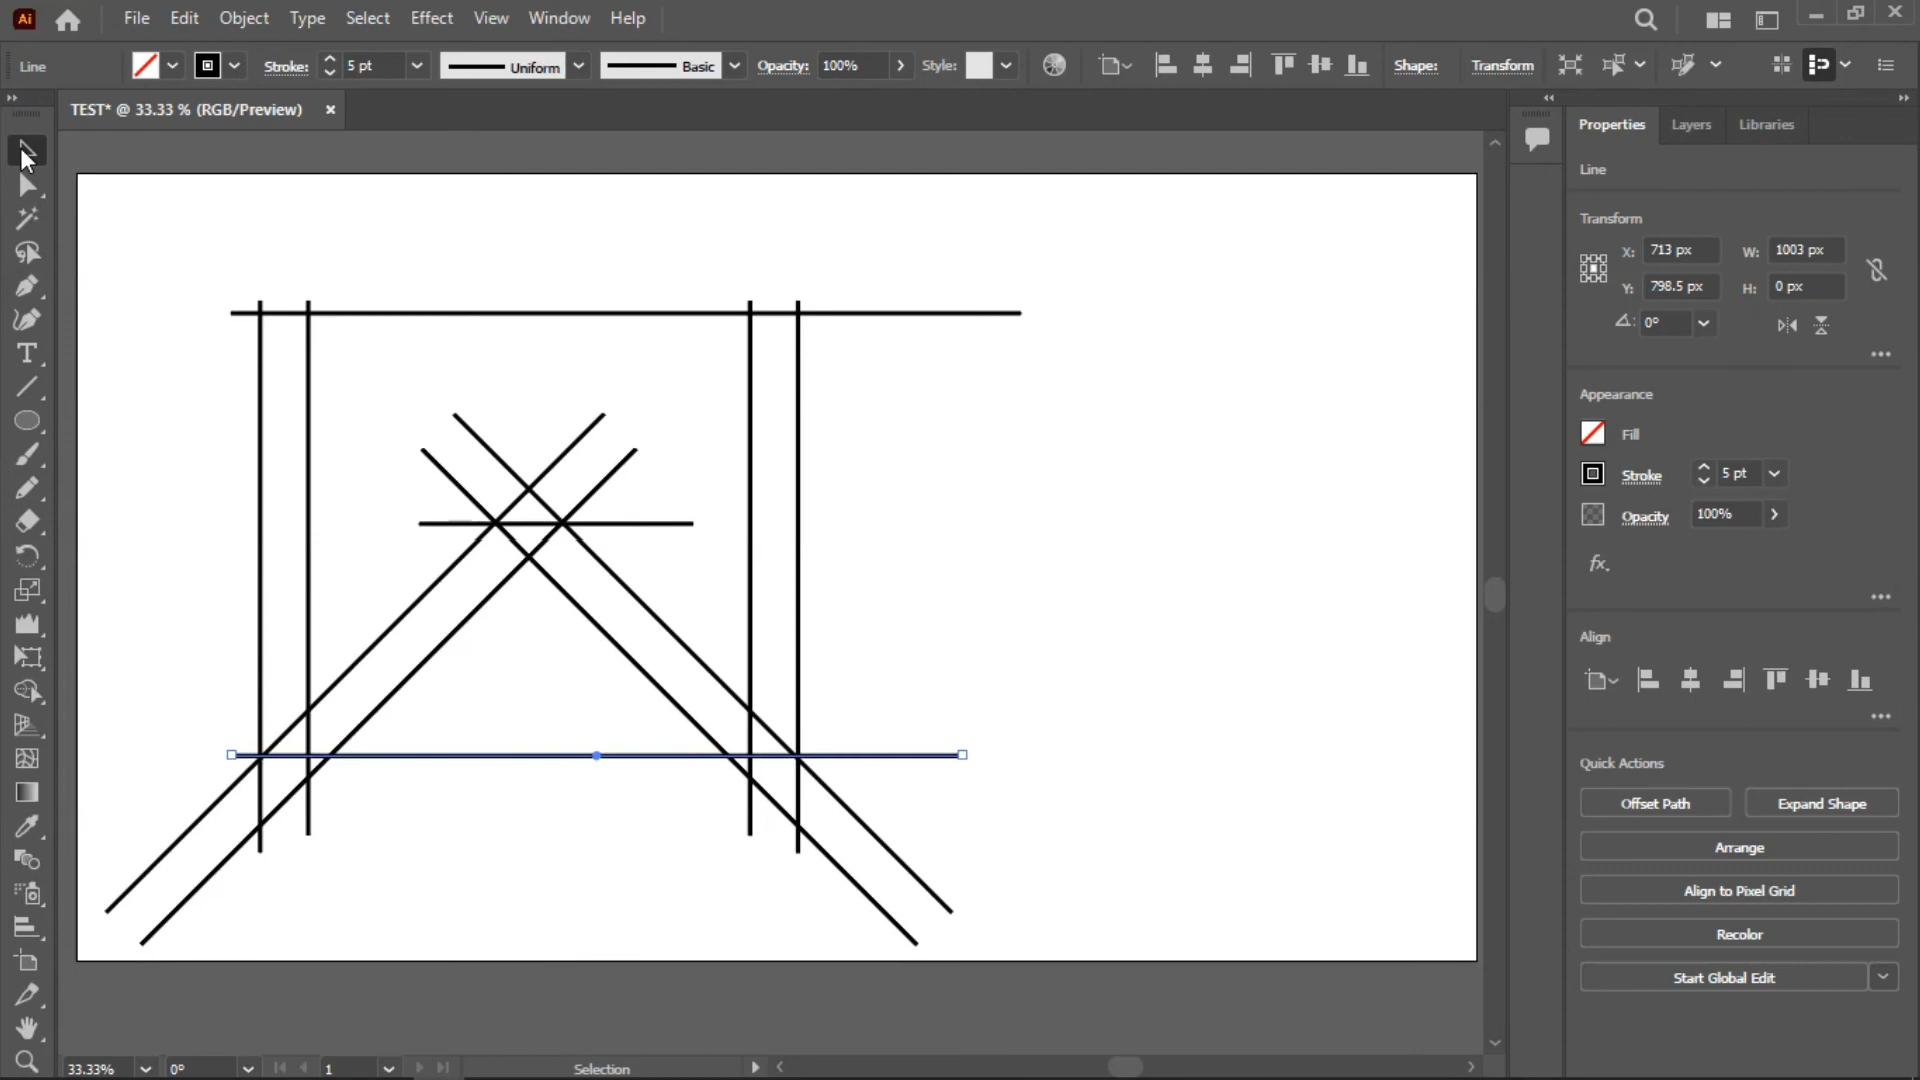 Ai File Edit Object Type Select Effect View Window Help
Line Stroke: 5 pt Uniform Basic Opacity: 100% Style: Shape: Transform
TEST* @ 33.33 % (RGB/Preview) ×
Properties Layers Libraries
Line
Transform
X: 713 px W: 1003 px
Y: 798.5 px H: 0 px
0°
Appearance
Fill
Stroke 5 pt
Opacity 100%
fx.
Align
Quick Actions
Offset Path Expand Shape
Arrange
Align to Pixel Grid
Recolor
Start Global Edit
33.33% 0° 1 Selection